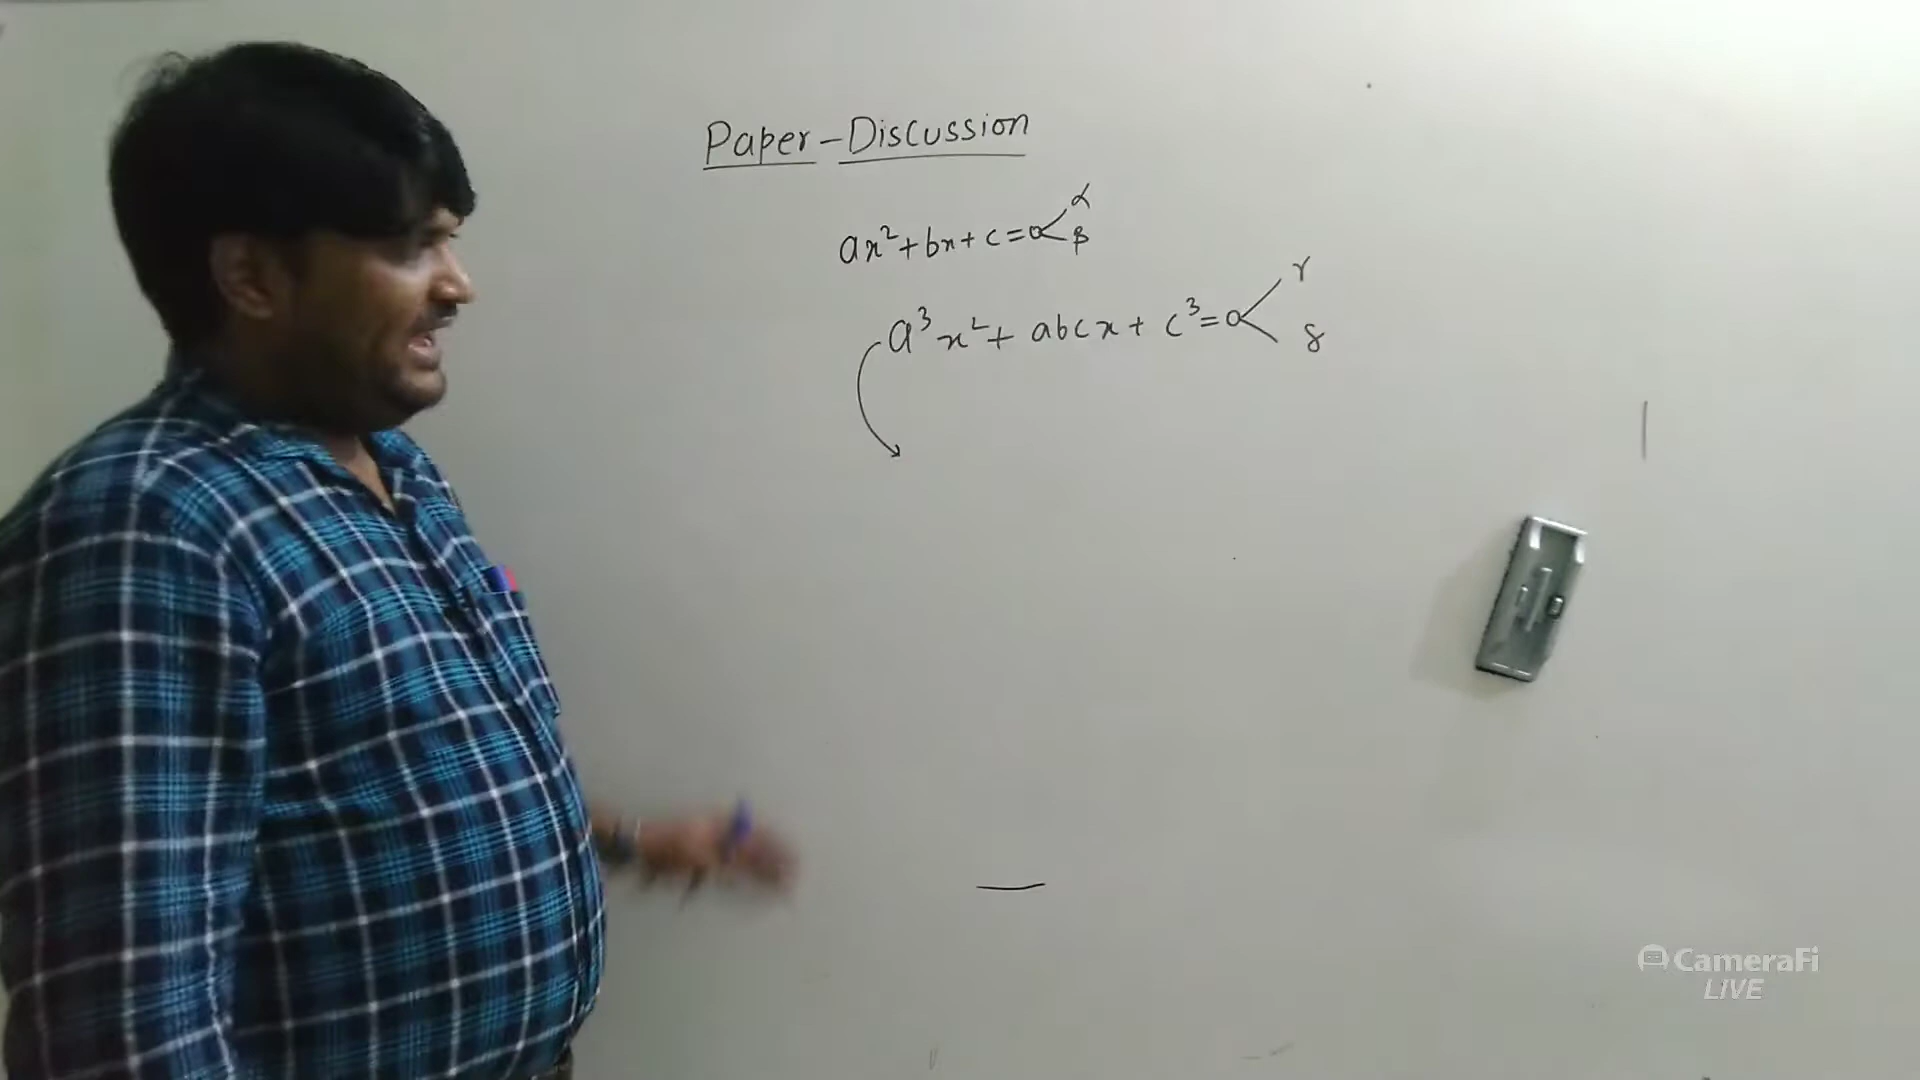 Paper-Discussion
ax²+bx+c=0 α β
a³x²+abcx+c³=0 γ δ
CameraFi
LIVE